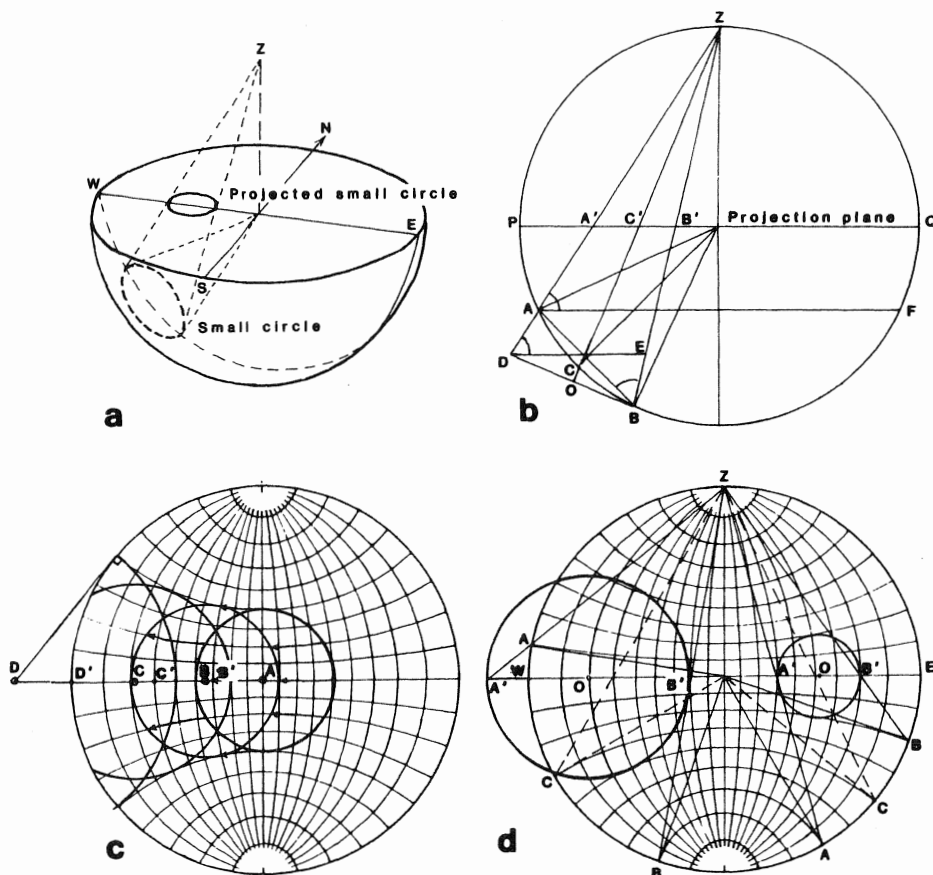 Z
N
W
Projected small circle
E
S
Small circle
a
Z
P
A'
C'
B'
Projection plane
Q
A
F
D
E
C
O
B
b
D
D'
C
C'
B
B'
A
c
Z
A
A'
W
O'
B'
A'
O
B'
E
B
C
C
B
A
d